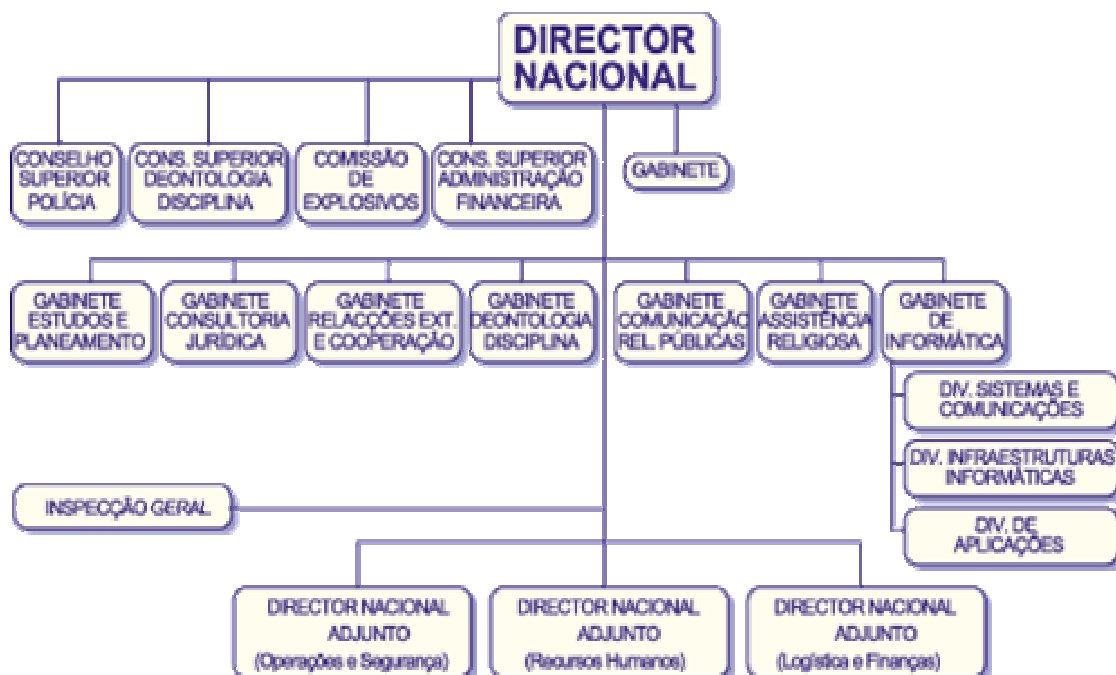 DIRECTOR
NACIONAL
CONSELHO
SUPERIOR
POLÍCIA
CONS. SUPERIOR
DEONTOLOGIA
DISCIPLINA
COMISSÃO
DE
EXPLOSIVOS
CONS. SUPERIOR
ADMINISTRAÇÃO
FINANCEIRA
GABINETE
GABINETE
ESTUDOS E
PLANEAMENTO
GABINETE
CONSULTORIA
JURÍDICA
GABINETE
RELACÇÕES EXT.
E COOPERAÇÃO
GABINETE
DEONTOLOGIA
DISCIPLINA
GABINETE
COMUNICAÇÃO
REL. PÚBLICAS
GABINETE
ASSISTÊNCIA
RELIGIOSA
GABINETE
DE
INFORMÁTICA
DIV. SISTEMAS E
COMUNICAÇÕES
DIV. INFRAESTRUTURAS
INFORMÁTICAS
DIV. DE
APLICAÇÕES
INSPECÇÃO GERAL
DIRECTOR NACIONAL
ADJUNTO
(Operações e Segurança)
DIRECTOR NACIONAL
ADJUNTO
(Recursos Humanos)
DIRECTOR NACIONAL
ADJUNTO
(Logística e Finanças)